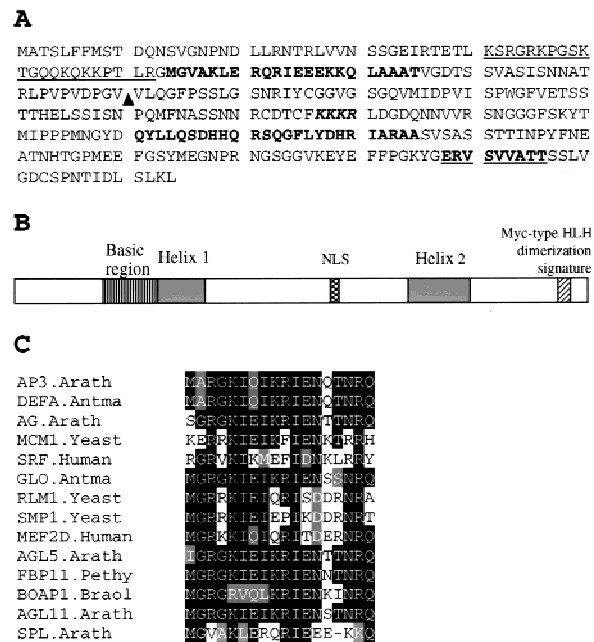 A
MATSLFFMST DQNSVGNPND LLRNTRLVVN SSGEIRTETL KSRGRKPGSK
TGQQKQKKPT LRGMGVAKLE RQRIEEEKKQ LAAATVGDTS SVASISNNAT
RLPVPVDPGV VLQGFPSSLG SNRIYCGGVG SGQVMIDPVI SPWGFVETSS
TTHELSSISN PQMFNASSNN RCDTCFKKKR LDGDQNNVVR SNGGGFSKYT
MIPPPMNGYD QYLLQSDHHQ RSQGFLYDHR IARAASVSAS STTINPYFNE
ATNHTGPMEE FGSYMEGNPR NGSGGVKEYE FFPGKYGERV SVVATTSSLV
GDCSPNTIDL SLKL
B
Basic region Helix 1 NLS Helix 2 Myc-type HLH dimerization signature
C
AP3.Arath MARGKIQIKRIENQTNRQ
DEFA.Antma MARGKIQIKRIENQTNRQ
AG.Arath SGRGKIEIKRIENTTNRQ
MCM1.Yeast KERRKIEIKFIENKTRRH
SRF.Human RGRVKIKMEFIDNKLRRY
GLO.Antma MGRGKIEIKRIENSSNRQ
RLM1.Yeast MGRRKIEIQRISDDRNRA
SMP1.Yeast MGRRKIEIEPIKDDRNRT
MEF2D.Human MGRKKIQIQRITDERNRQ
AGL5.Arath IGRGKIEIKRIENTTNRQ
FBP11.Pethy MGRGKIEIKRIENNTNRQ
BOAP1.Braol MGRGRVQLKRIENKINRQ
AGL11.Arath MGRGKIEIKRIENSTNRQ
SPL.Arath MGVAKLERQRIEEE-KKQ